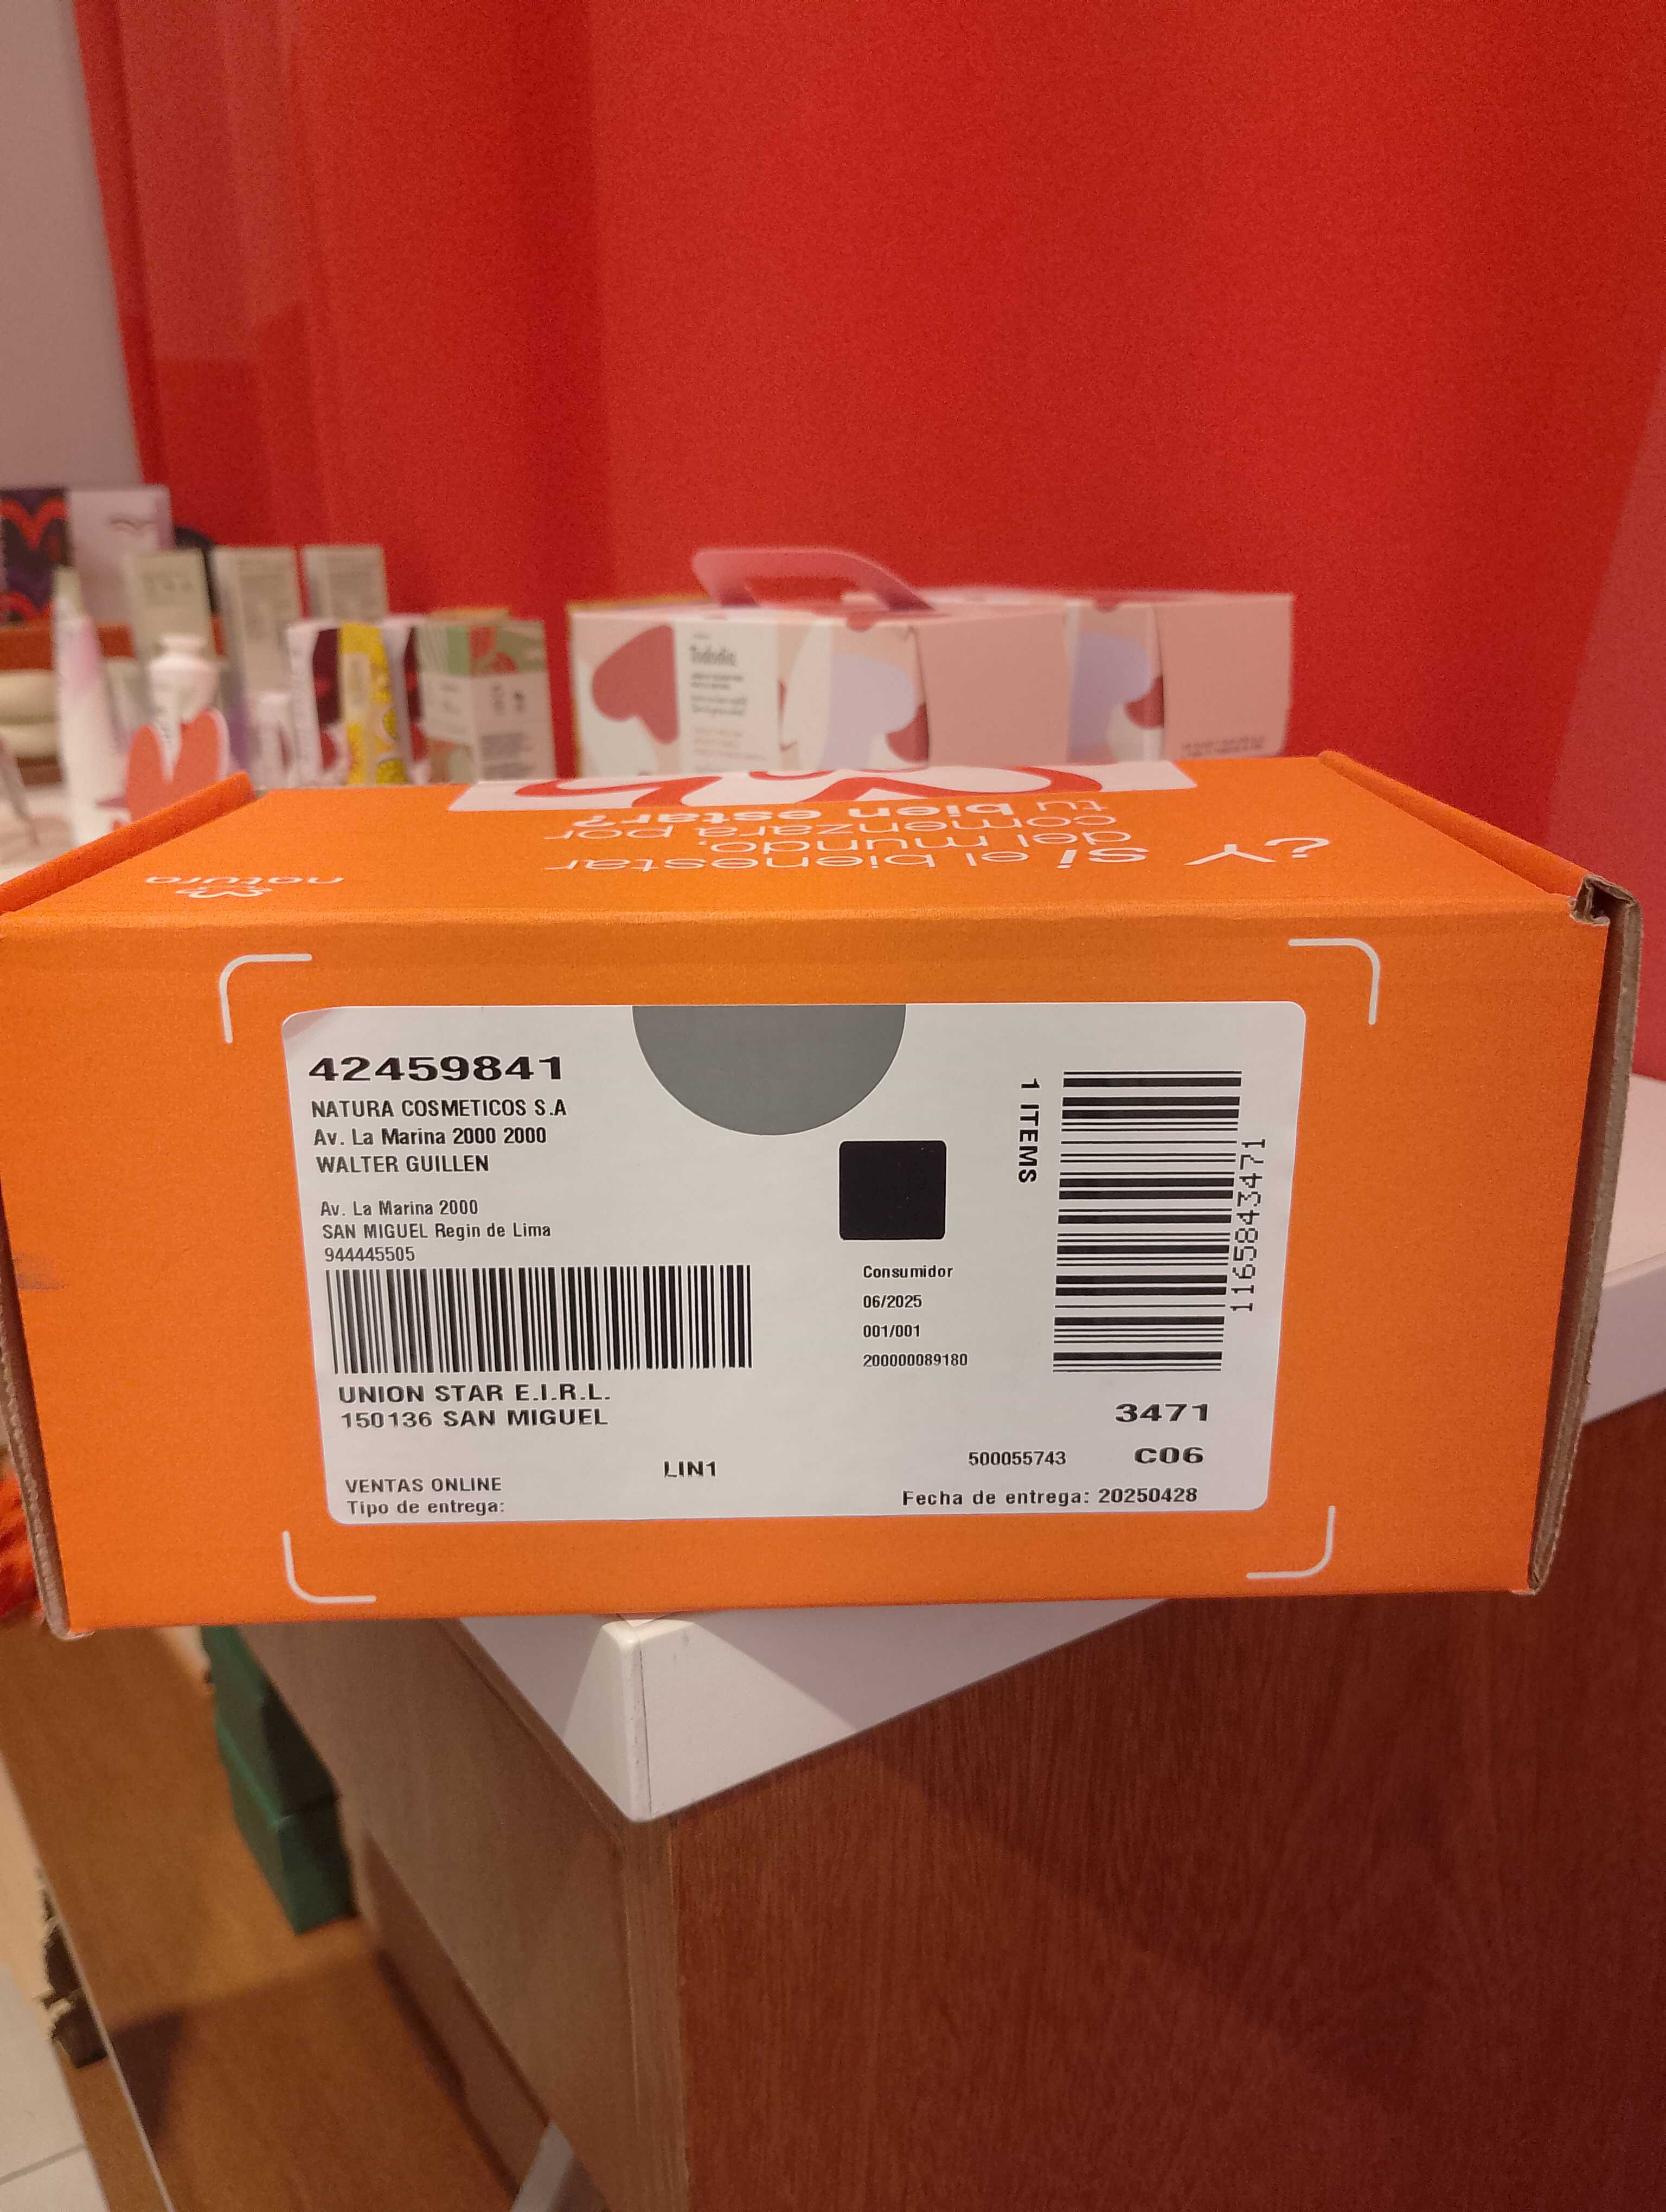 natura
¿Y si el bienestar
del mundo,
comenzara por
tu bien estar?
42459841
NATURA COSMETICOS S.A
Av. La Marina 2000 2000
WALTER GUILLEN
Av. La Marina 2000
SAN MIGUEL Regin de Lima
944445505
UNION STAR E.I.R.L.
150136 SAN MIGUEL
VENTAS ONLINE
Tipo de entrega:
LIN1
Consumidor
06/2025
001/001
200000089180
1 ITEMS
1165843471
3471
500055743 C06
Fecha de entrega: 20250428